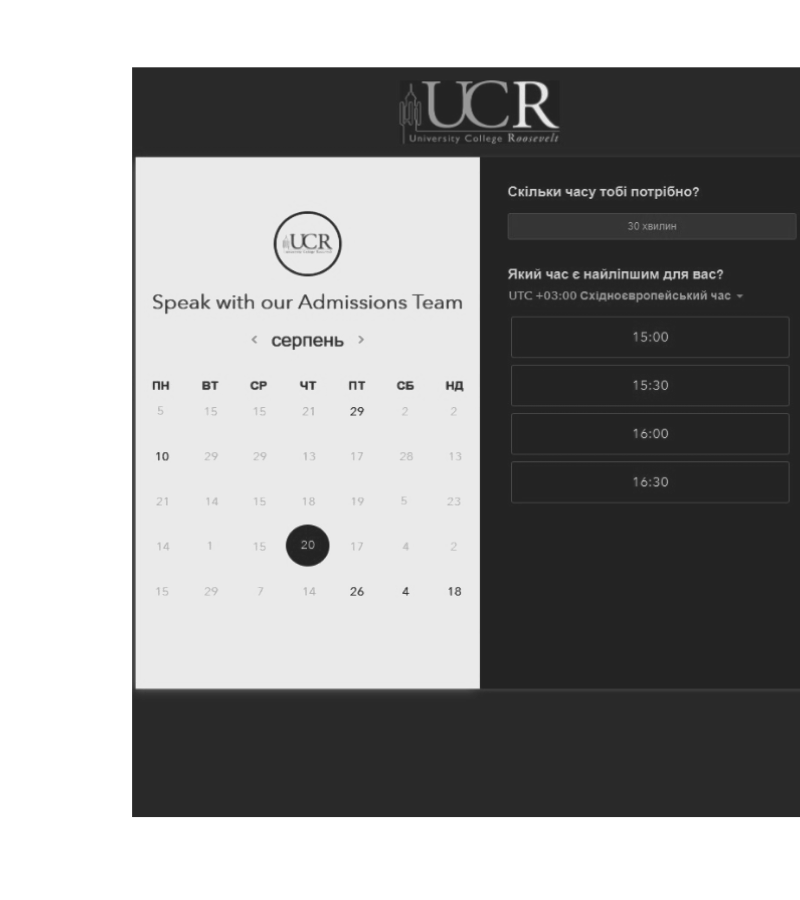 UCR
University College Roosevelt
UCR
Speak with our Admissions Team
< серпень >
ПН ВТ СР ЧТ ПТ СБ НД
5 15 15 21 29 2 2
10 29 29 13 17 28 13
21 14 15 18 19 5 23
14 1 15 20 17 4 2
15 29 7 14 26 4 18
Скільки часу тобі потрібно?
30 хвилин
Який час є найліпшим для вас?
UTC +03:00 Східноєвропейський час
15:00
15:30
16:00
16:30